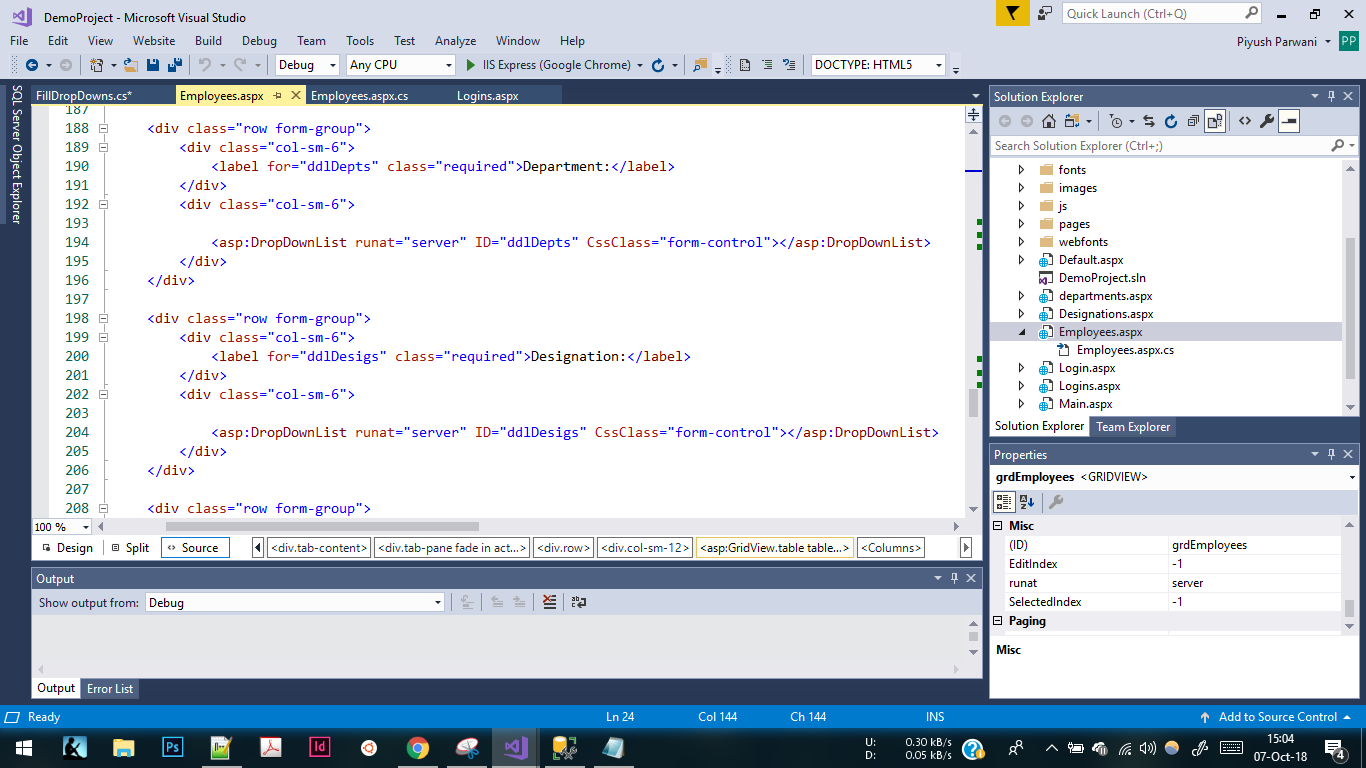 DemoProject - Microsoft Visual Studio
Quick Launch (Ctrl+Q)
File Edit View Website Build Debug Team Tools Test Analyze Window Help
Piyush Parwani PP
Debug Any CPU IIS Express (Google Chrome) DOCTYPE: HTML5
SQL Server Object Explorer
FillDropDowns.cs* Employees.aspx Employees.aspx.cs Logins.aspx
187
188 <div class="row form-group">
189 <div class="col-sm-6">
190 <label for="ddlDepts" class="required">Department:</label>
191 </div>
192 <div class="col-sm-6">
193
194 <asp:DropDownList runat="server" ID="ddlDepts" CssClass="form-control"></asp:DropDownList>
195 </div>
196 </div>
197
198 <div class="row form-group">
199 <div class="col-sm-6">
200 <label for="ddlDesigs" class="required">Designation:</label>
201 </div>
202 <div class="col-sm-6">
203
204 <asp:DropDownList runat="server" ID="ddlDesigs" CssClass="form-control"></asp:DropDownList>
205 </div>
206 </div>
207
208 <div class="row form-group">
100 %
Design Split Source <div.tab-content> <div.tab-pane fade in act...> <div.row> <div.col-sm-12> <asp:GridView.table table...> <Columns>
Output
Show output from: Debug
Output Error List
Solution Explorer
Search Solution Explorer (Ctrl+;)
fonts
images
js
pages
webfonts
Default.aspx
DemoProject.sln
departments.aspx
Designations.aspx
Employees.aspx
Employees.aspx.cs
Login.aspx
Logins.aspx
Main.aspx
Solution Explorer Team Explorer
Properties
grdEmployees <GRIDVIEW>
Misc
(ID) grdEmployees
EditIndex -1
runat server
SelectedIndex -1
Paging
Misc
Ready Ln 24 Col 144 Ch 144 INS Add to Source Control
Ps Id
U: 0.30 kB/s
D: 0.05 kB/s
15:04
07-Oct-18
4